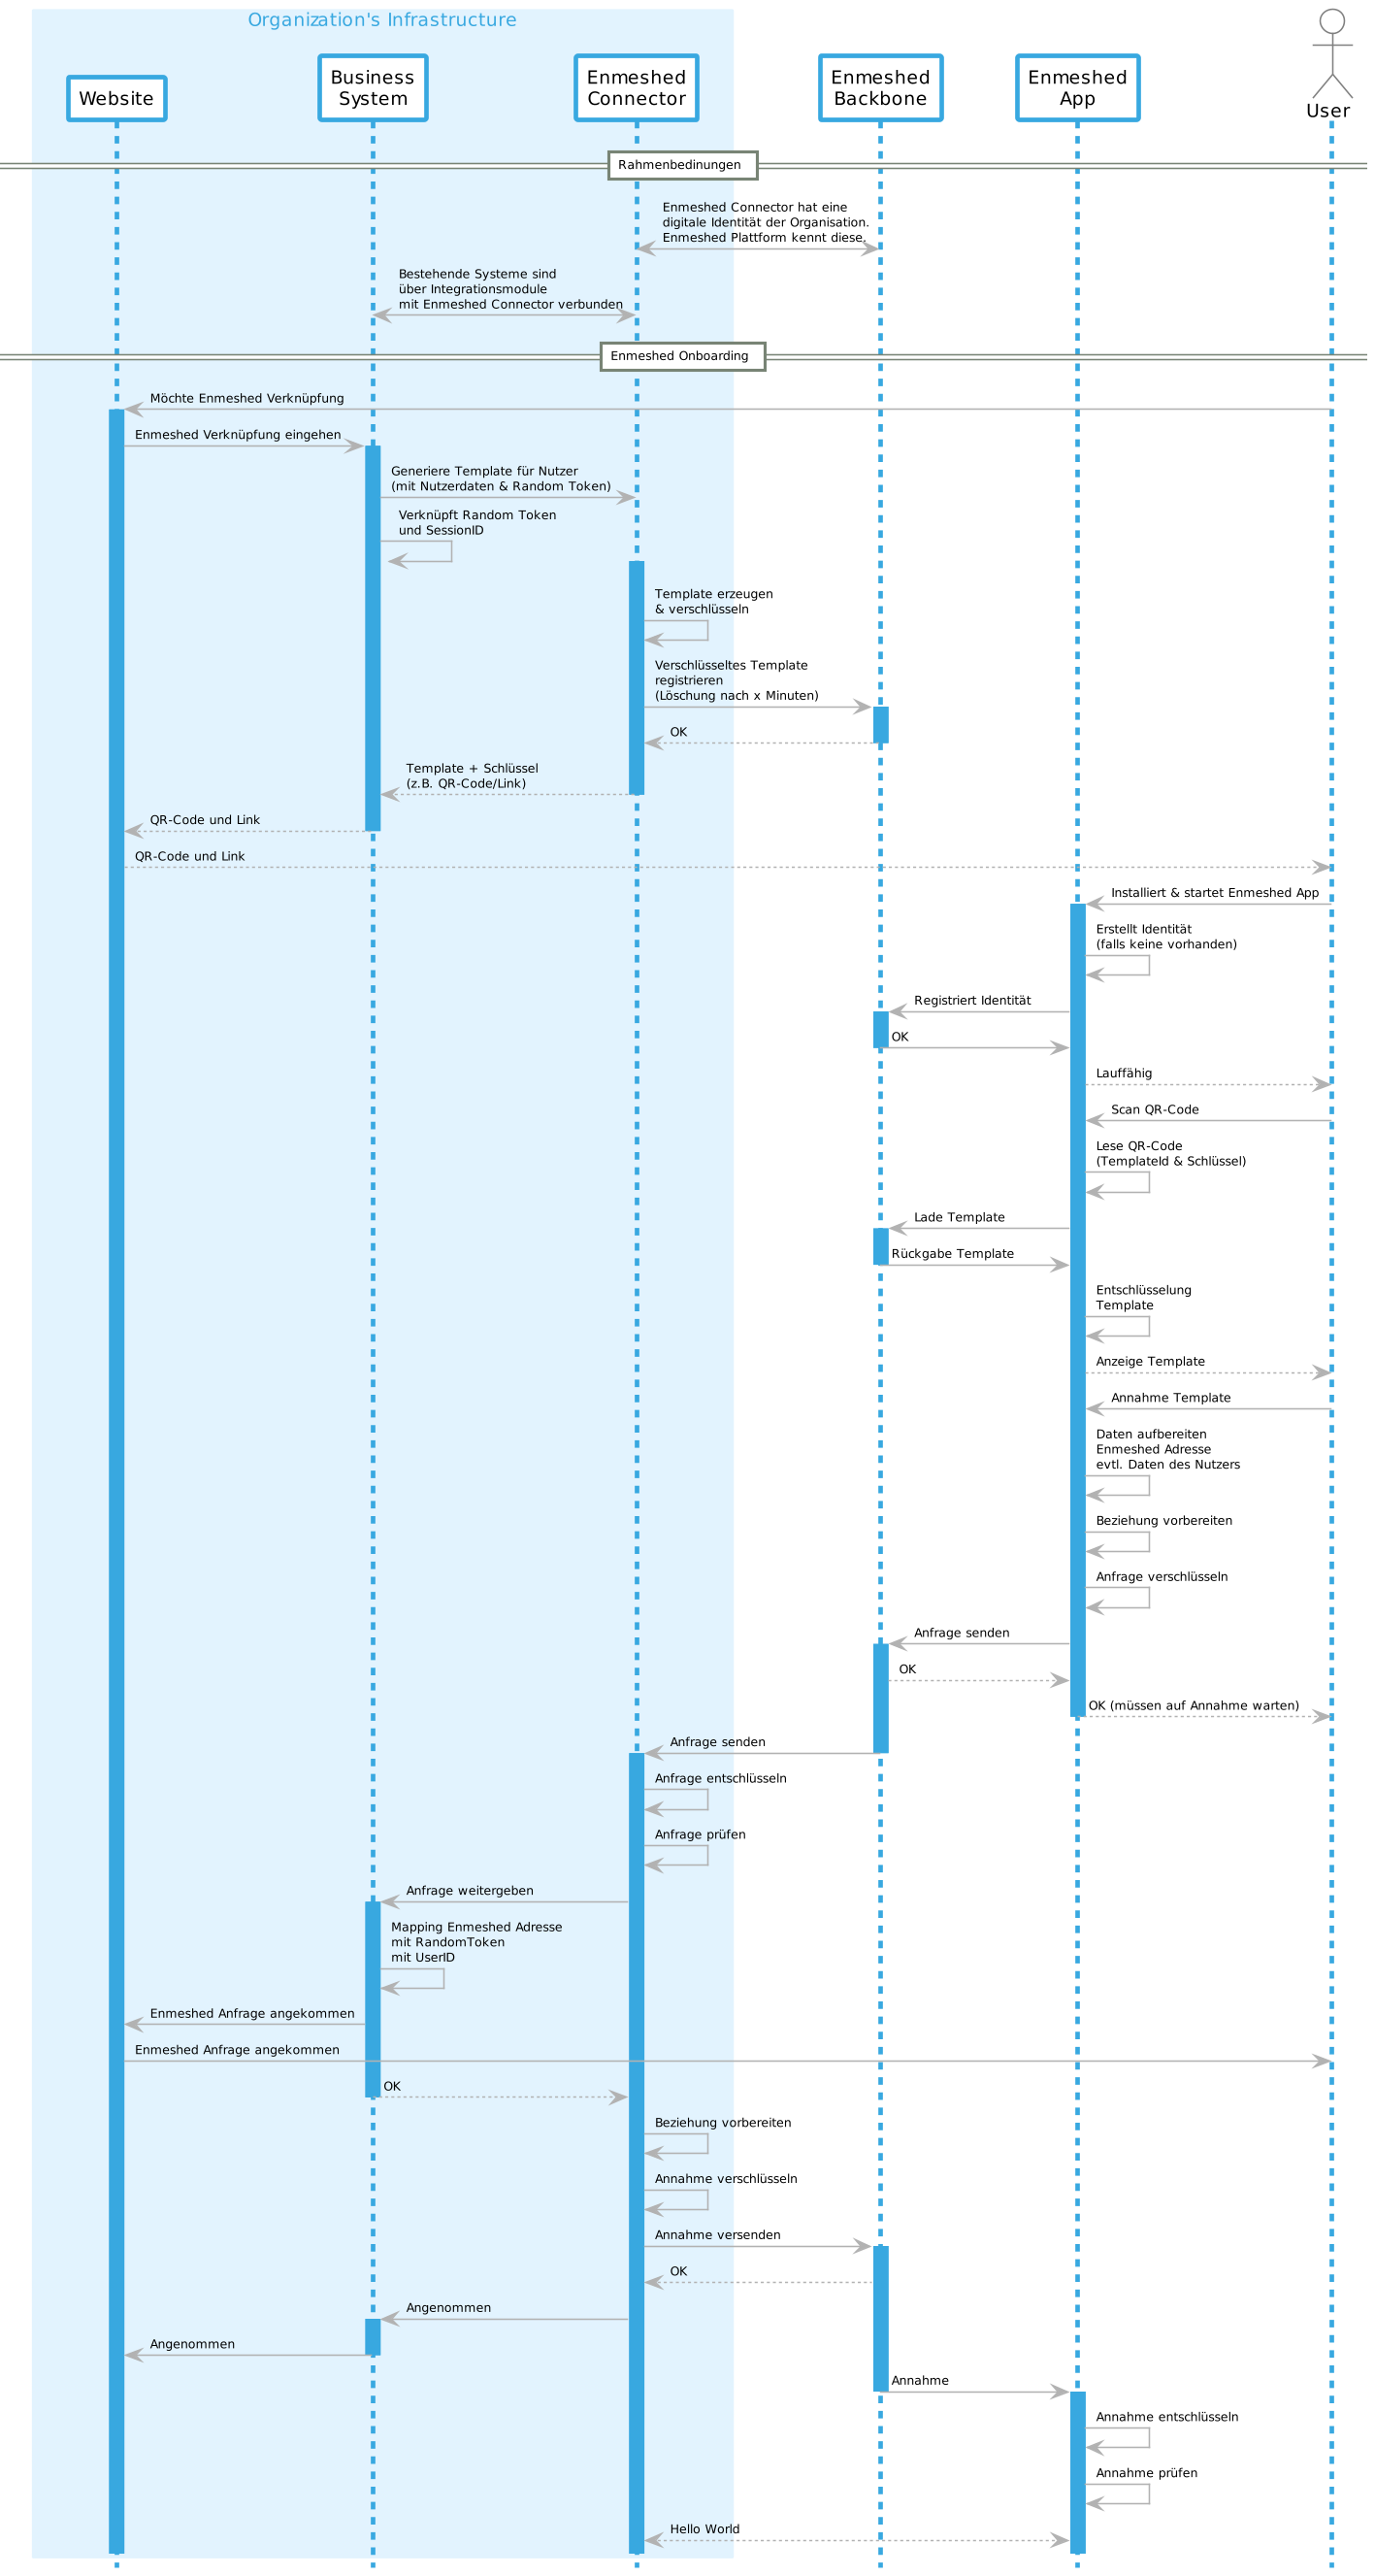 Organization's Infrastructure
Website
Business
System
Enmeshed
Connector
Enmeshed
Backbone
Enmeshed
App
User
Rahmenbedinungen
Enmeshed Connector hat eine
digitale Identität der Organisation.
Enmeshed Plattform kennt diese.
Bestehende Systeme sind
über Integrationsmodule
mit Enmeshed Connector verbunden
Enmeshed Onboarding
Möchte Enmeshed Verknüpfung
Enmeshed Verknüpfung eingehen
Generiere Template für Nutzer
(mit Nutzerdaten & Random Token)
Verknüpft Random Token
und SessionID
Template erzeugen
& verschlüseln
Verschlüsseltes Template
registrieren
(Löschung nach x Minuten)
OK
Template + Schlüssel
(z.B. QR-Code/Link)
QR-Code und Link
QR-Code und Link
Installiert & startet Enmeshed App
Erstellt Identität
(falls keine vorhanden)
Registriert Identität
OK
Lauffähig
Scan QR-Code
Lese QR-Code
(TemplateId & Schlüssel)
Lade Template
Rückgabe Template
Entschlüsselung
Template
Anzeige Template
Annahme Template
Daten aufbereiten
Enmeshed Adresse
evtl. Daten des Nutzers
Beziehung vorbereiten
Anfrage verschlüsseln
Anfrage senden
OK
OK (müssen auf Annahme warten)
Anfrage senden
Anfrage entschlüsseln
Anfrage prüfen
Anfrage weitergeben
Mapping Enmeshed Adresse
mit RandomToken
mit UserID
Enmeshed Anfrage angekommen
Enmeshed Anfrage angekommen
OK
Beziehung vorbereiten
Annahme verschlüsseln
Annahme versenden
OK
Angenommen
Angenommen
Annahme
Annahme entschlüsseln
Annahme prüfen
Hello World